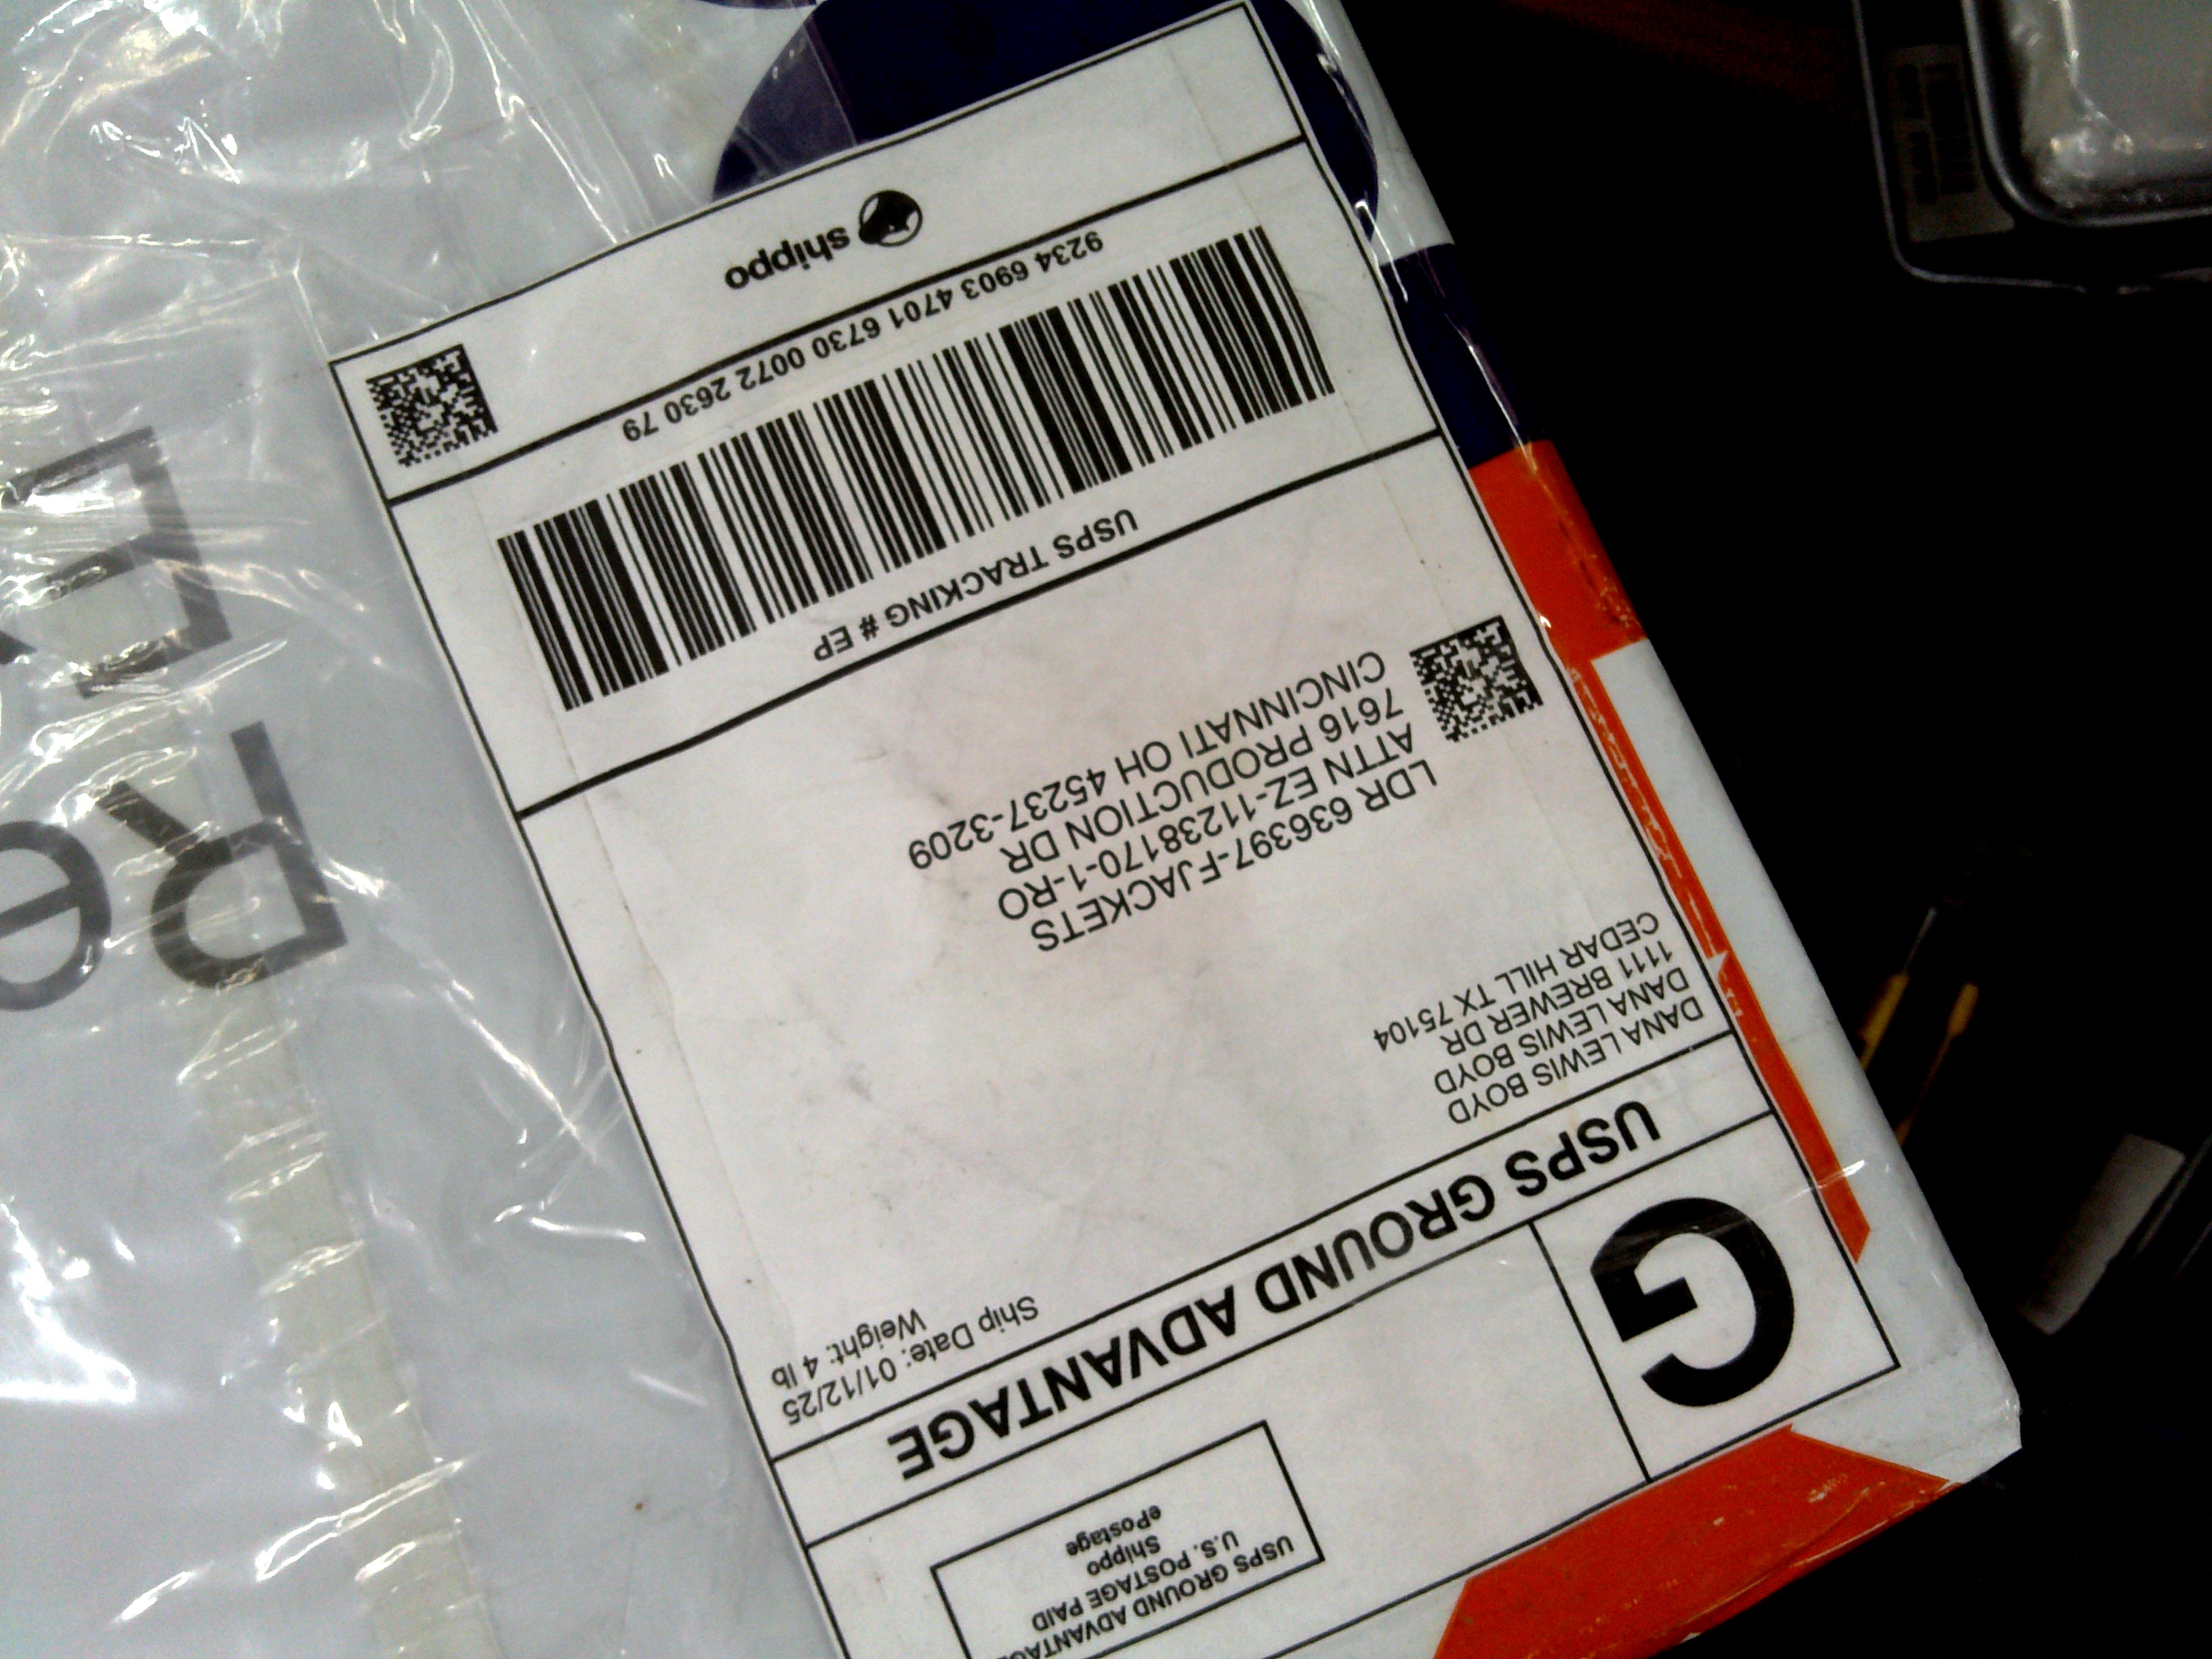 USPS GROUND ADVANTAGE
U.S. POSTAGE PAID
Shippo
ePostage
G
USPS GROUND ADVANTAGE
DANA LEWIS BOYD
DANA LEWIS BOYD
1111 BREWER DR
CEDAR HILL TX 75104
Ship Date: 01/12/25
Weight: 4 lb
LDR 636397-FJACKETS
ATTN EZ-11238170-1-RO
7616 PRODUCTION DR
CINCINNATI OH 45237-3209
USPS TRACKING # EP
9234 6903 4701 6730 0072 2630 79
shippo
Re